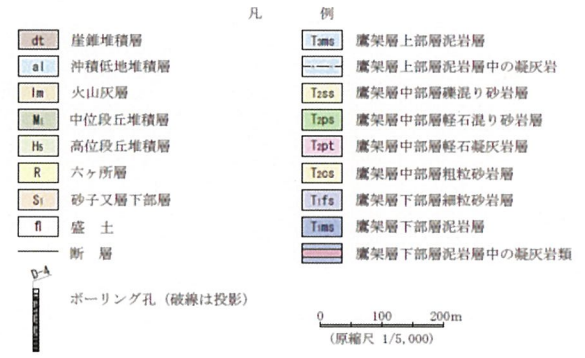 凡 例
dt 崖錐堆積層
al 沖積低地堆積層
lm 火山灰層
M1 中位段丘堆積層
H5 高位段丘堆積層
R 六ヶ所層
S1 砂子又層下部層
fl 盛 土
断 層
D-4
ボーリング孔（破線は投影）
T3ms 鷹架層上部層泥岩層
鷹架層上部層泥岩層中の凝灰岩
T2ss 鷹架層中部層礫混り砂岩層
T2ps 鷹架層中部層軽石混り砂岩層
T2pt 鷹架層中部層軽石凝灰岩層
T2cs 鷹架層中部層粗粒砂岩層
T1fs 鷹架層下部層細粒砂岩層
T1ms 鷹架層下部層泥岩層
鷹架層下部層泥岩層中の凝灰岩類
0 100 200m
（原縮尺 1/5,000）